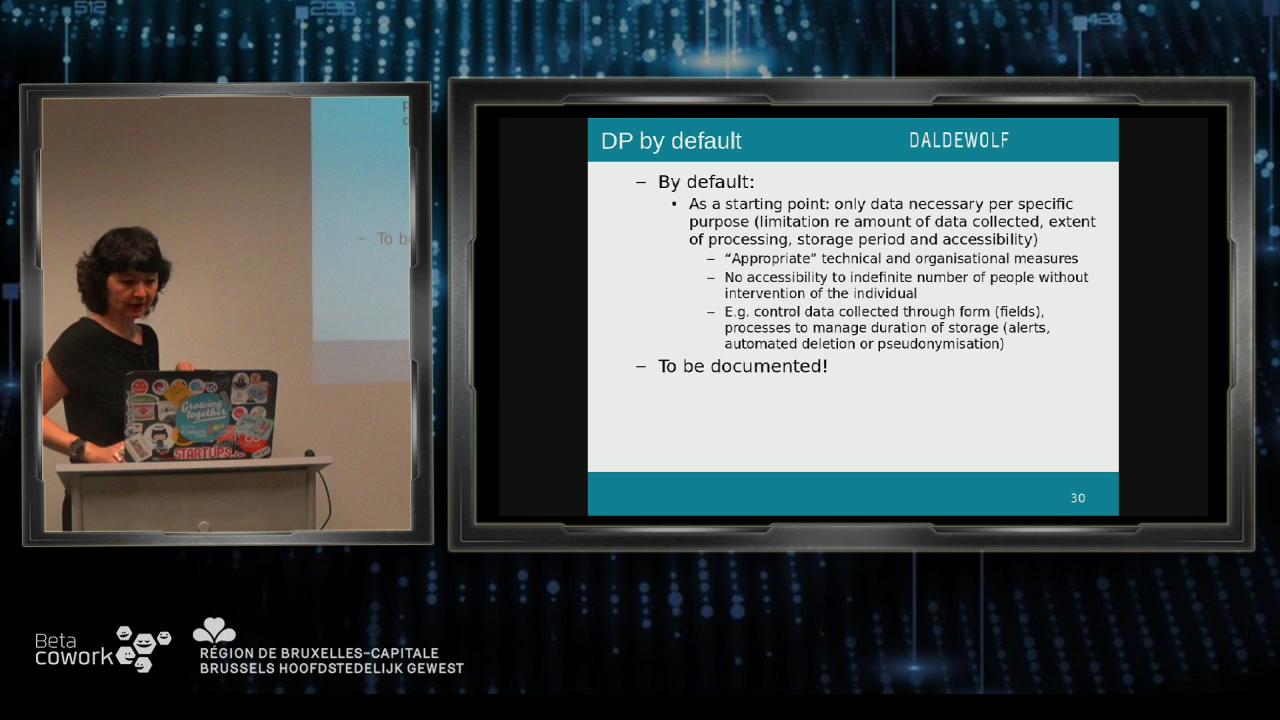 512
298
420
– To b
DP by default
DALDEWOLF
– By default:
• As a starting point: only data necessary per specific
purpose (limitation re amount of data collected, extent
of processing, storage period and accessibility)
– “Appropriate” technical and organisational measures
– No accessibility to indefinite number of people without
intervention of the individual
– E.g. control data collected through form (fields),
processes to manage duration of storage (alerts,
automated deletion or pseudonymisation)
– To be documented!
30
Growing
together
STARTUPS.
Beta
cowork
RÉGION DE BRUXELLES-CAPITALE
BRUSSELS HOOFDSTEDELIJK GEWEST